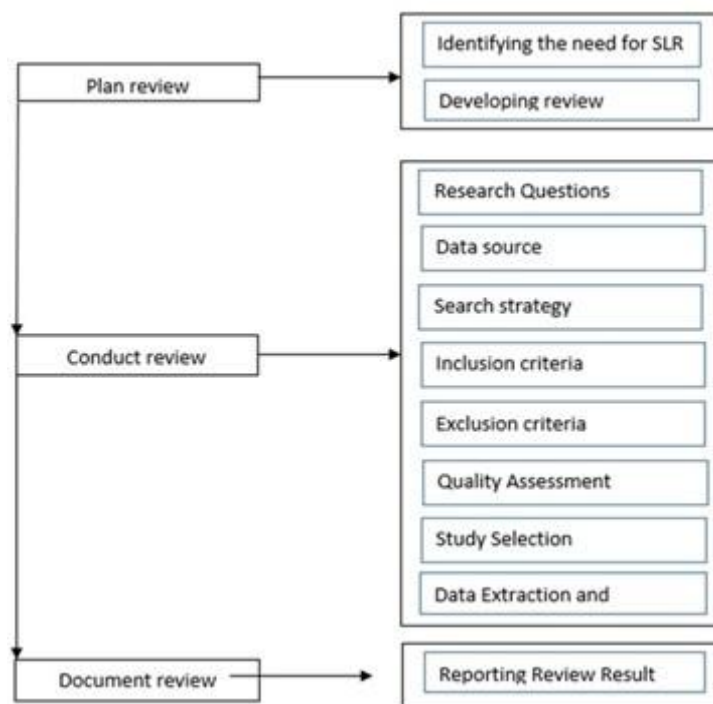 Plan review
Identifying the need for SLR
Developing review
Conduct review
Research Questions
Data source
Search strategy
Inclusion criteria
Exclusion criteria
Quality Assessment
Study Selection
Data Extraction and
Document review
Reporting Review Result